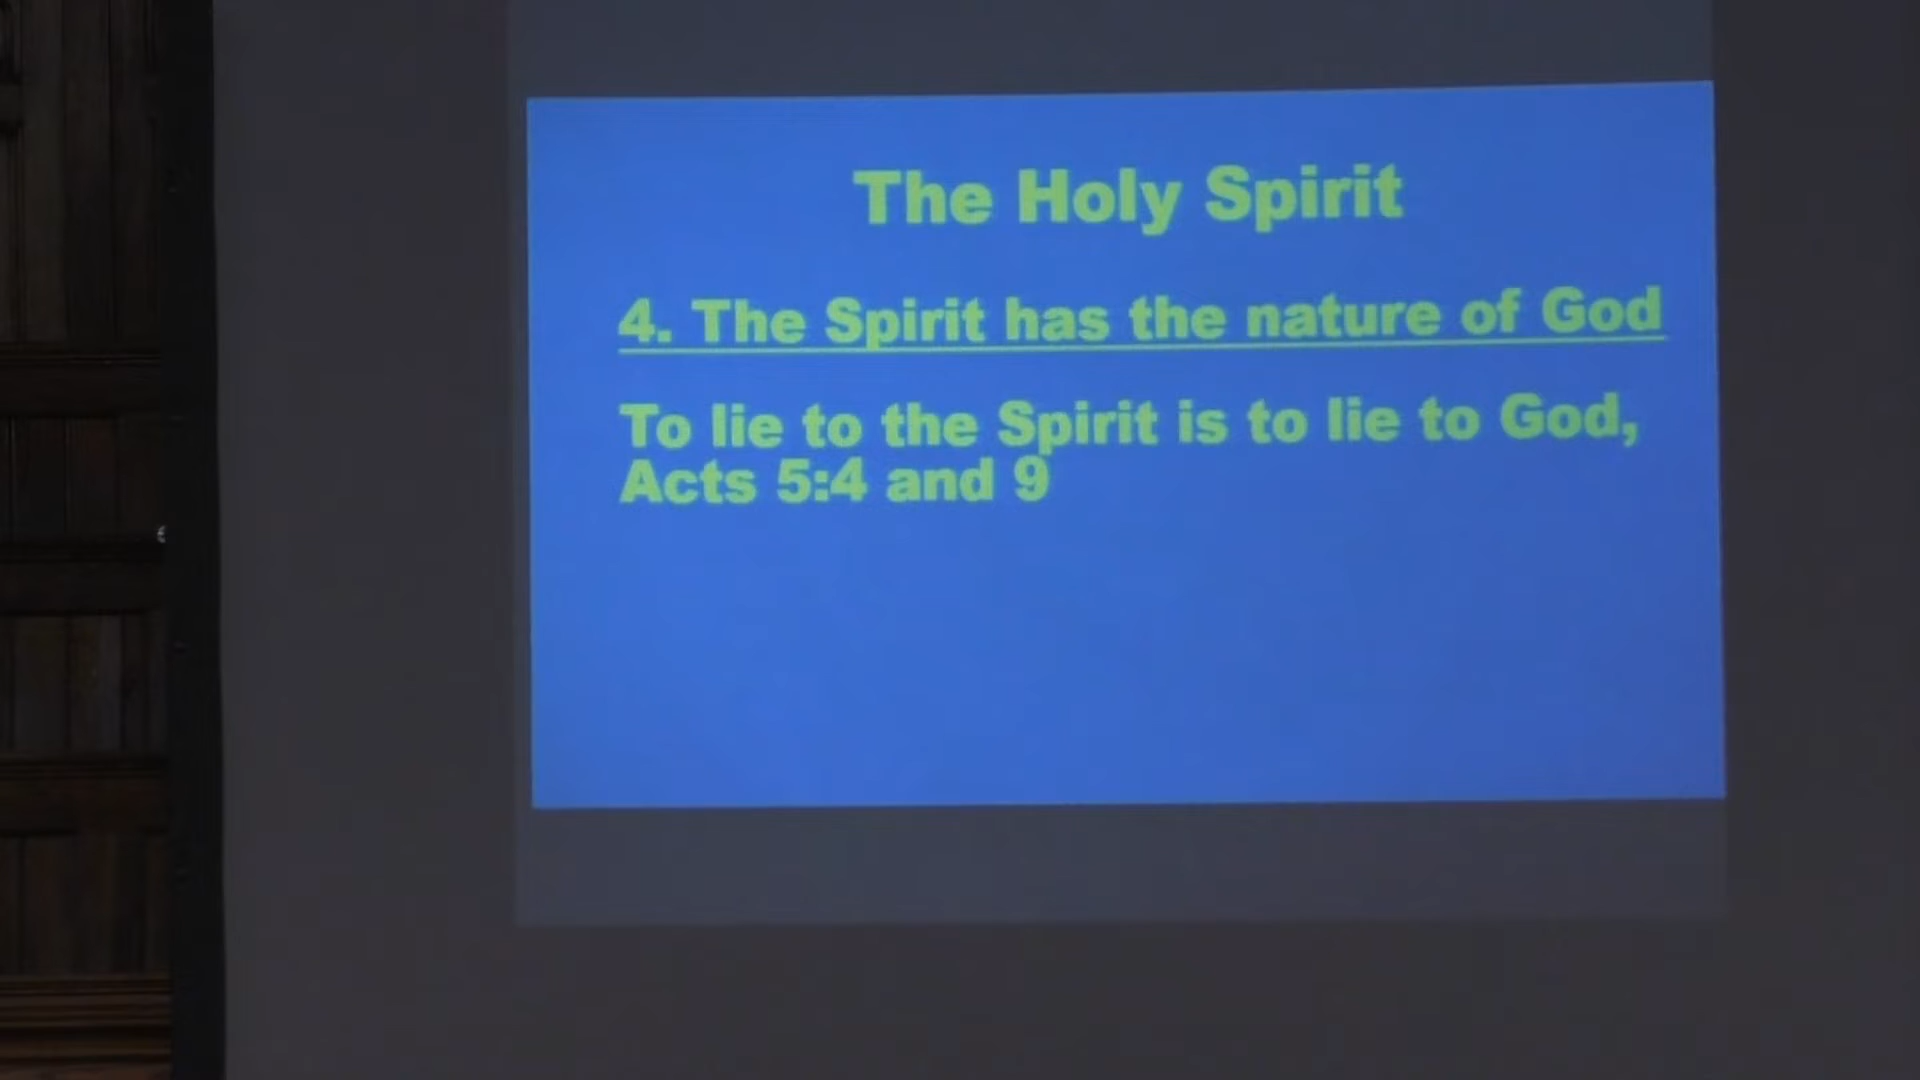 The Holy Spirit
4. The Spirit has the nature of God
To lie to the Spirit is to lie to God,
Acts 5:4 and 9